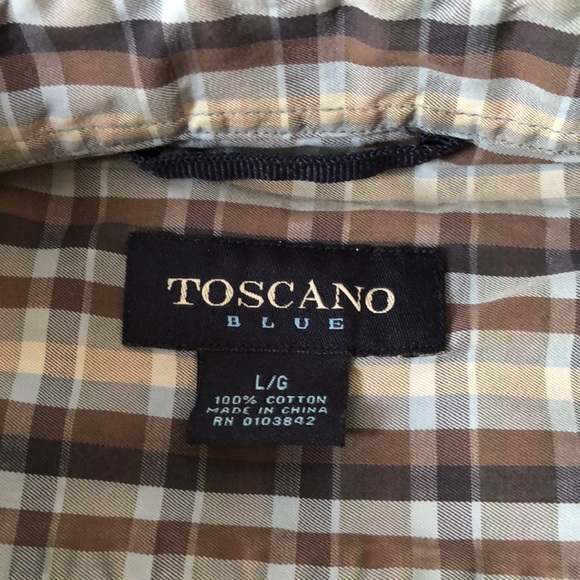 TOSCANO
BLUE
L/G
100% COTTON
MADE IN CHINA
RN 0103842